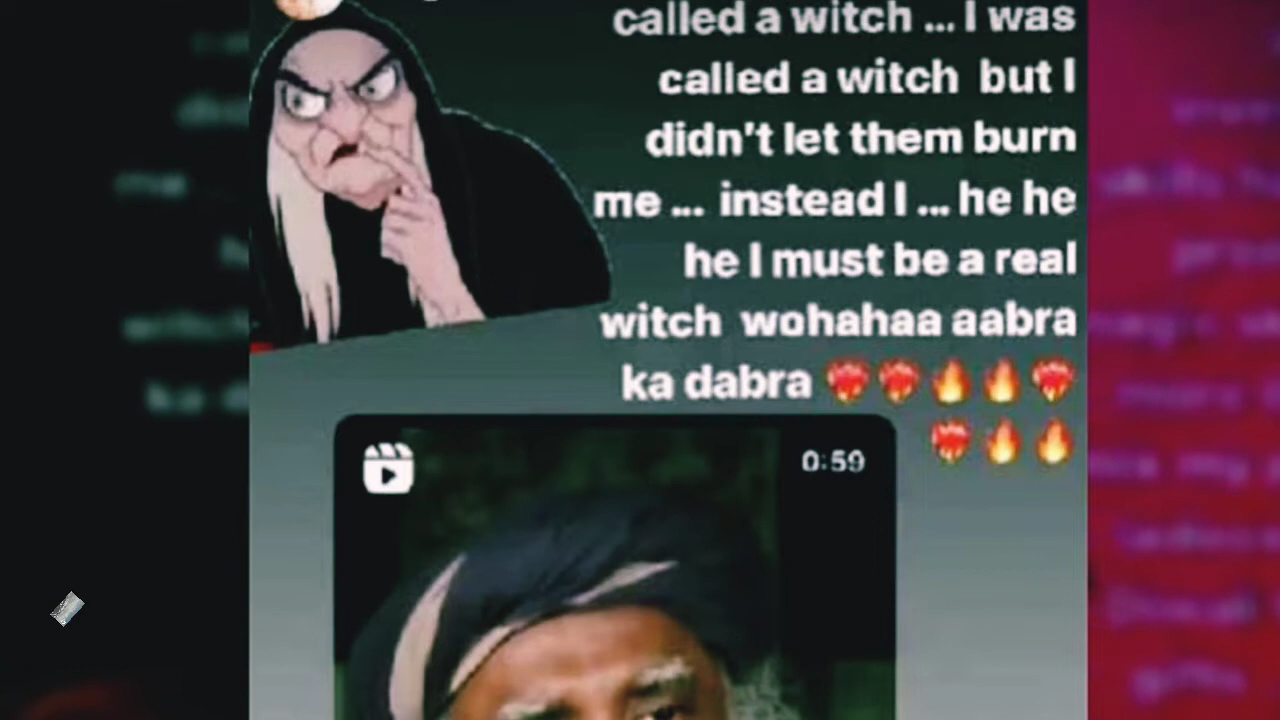 called a witch ... I was
called a witch but I
didn't let them burn
me ... instead I ... he he
he I must be a real
witch wohahaa aabra
ka dabra ❤️‍🔥❤️‍🔥🔥🔥❤️‍🔥
❤️‍🔥🔥🔥
0:59